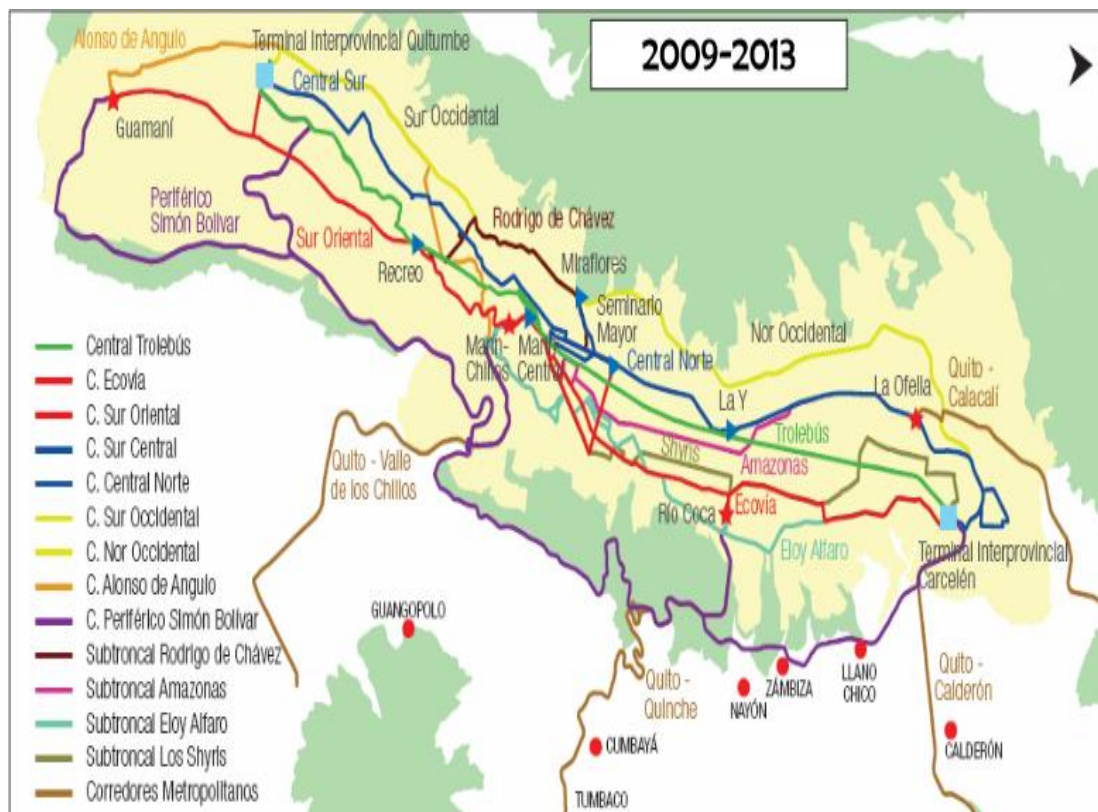 2009-2013
Alonso de Angulo
Terminal Interprovincial Quitumbe
Central Sur
Guamaní
Sur Occidental
Periférico
Simón Bolívar
Sur Oriental
Rodrigo de Chávez
Recreo
Miraflores
Seminario
Mayor
Nor Occidental
Marín-
Chillos
Marín
Central
Central Norte
La Y
La Ofelia
Quito -
Calacalí
Trolebús
Shyris
Amazonas
Quito - Valle
de los Chillos
Río Coca
Ecovía
Eloy Alfaro
Terminal Interprovincial
Carcelén
Central Trolebús
C. Ecovía
C. Sur Oriental
C. Sur Central
C. Central Norte
C. Sur Occidental
C. Nor Occidental
C. Alonso de Angulo
C. Periférico Simón Bolívar
Subtroncal Rodrigo de Chávez
Subtroncal Amazonas
Subtroncal Eloy Alfaro
Subtroncal Los Shyris
Corredores Metropolitanos
GUANGOPOLO
Quito -
Quinche
CUMBAYÁ
TUMBACO
NAYÓN
ZÁMBIZA
LLANO
CHICO
Quito -
Calderón
CALDERÓN